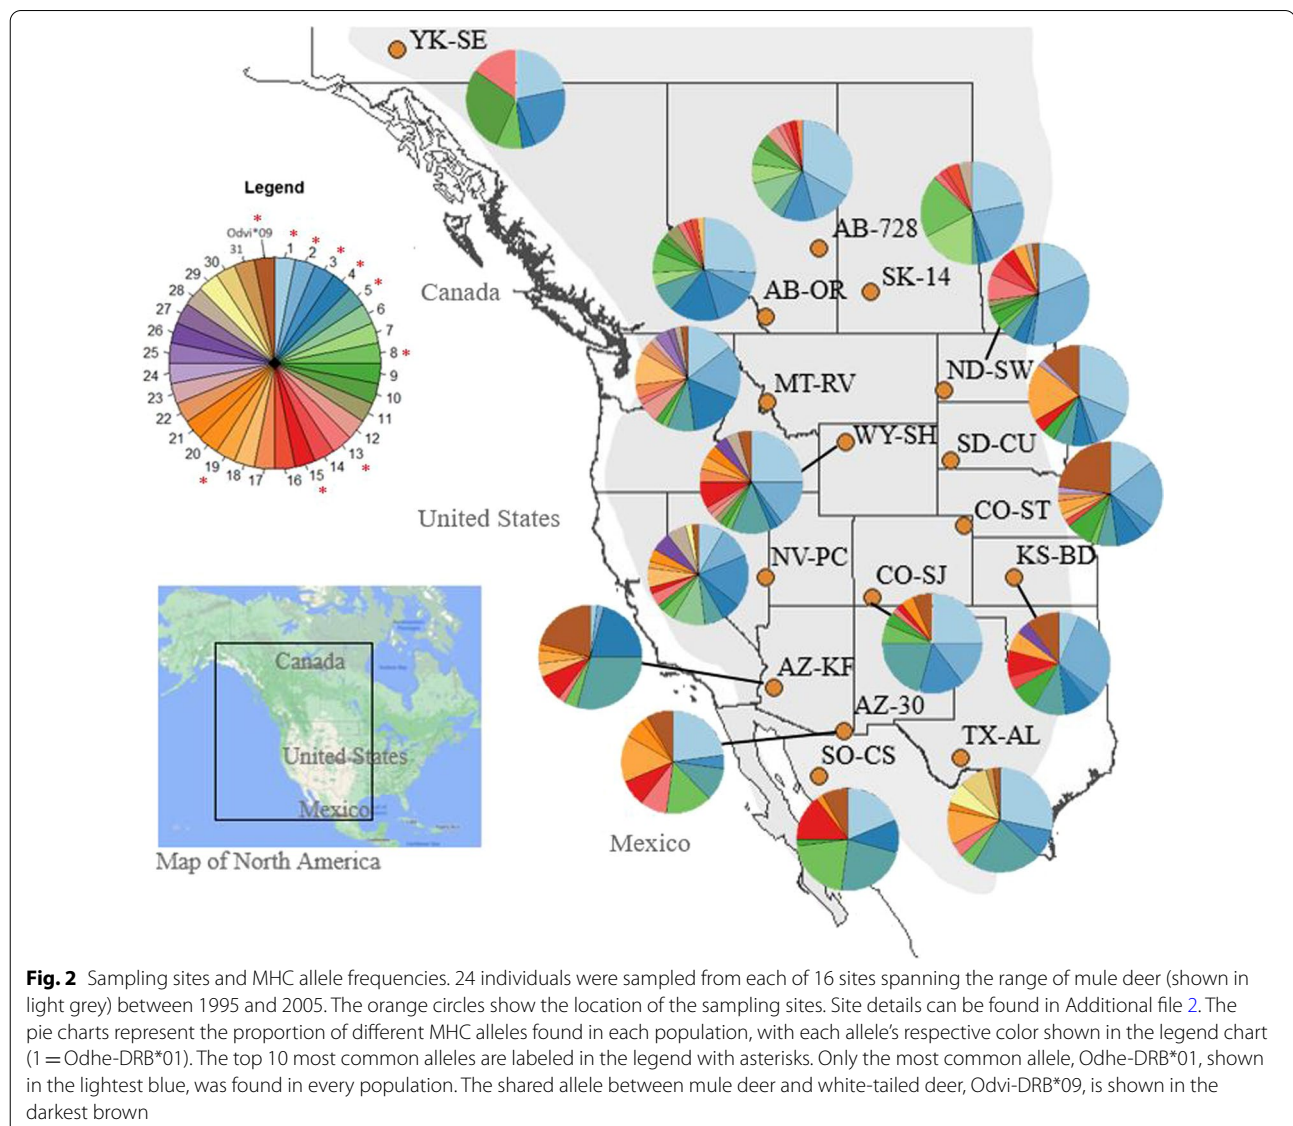 YK-SE
Legend
*
Odvi*09
31
30
29
28
27
26
25
24
23
22
21
20
19
*
18
17
16
15
*
14
13
*
12
11
10
9
8 *
7
6
5
*
4
*
3
*
2
*
1
*
AB-728
AB-OR
SK-14
Canada
MT-RV
ND-SW
WY-SH
SD-CU
United States
CO-ST
NV-PC
CO-SJ
KS-BD
AZ-KF
AZ-30
TX-AL
SO-CS
Mexico
Canada
United States
Mexico
Map of North America
Fig. 2 Sampling sites and MHC allele frequencies. 24 individuals were sampled from each of 16 sites spanning the range of mule deer (shown in
light grey) between 1995 and 2005. The orange circles show the location of the sampling sites. Site details can be found in Additional file 2. The
pie charts represent the proportion of different MHC alleles found in each population, with each allele's respective color shown in the legend chart
(1 = Odhe-DRB*01). The top 10 most common alleles are labeled in the legend with asterisks. Only the most common allele, Odhe-DRB*01, shown
in the lightest blue, was found in every population. The shared allele between mule deer and white-tailed deer, Odvi-DRB*09, is shown in the
darkest brown